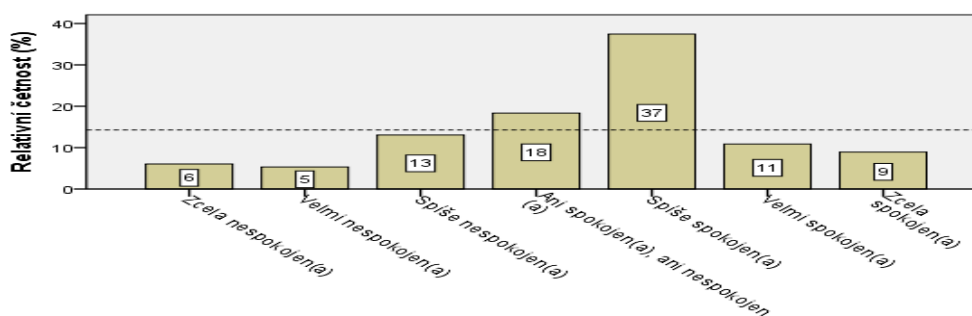 Relativní četnost (%)
40
30
20
10
0
6
5
13
18
37
11
9
Zcela nespokojen(a)
Velmi nespokojen(a)
Spíše nespokojen(a)
Ani spokojen(a), ani nespokojen
(a)
Spíše spokojen(a)
Velmi spokojen(a)
Zcela
spokojen(a)